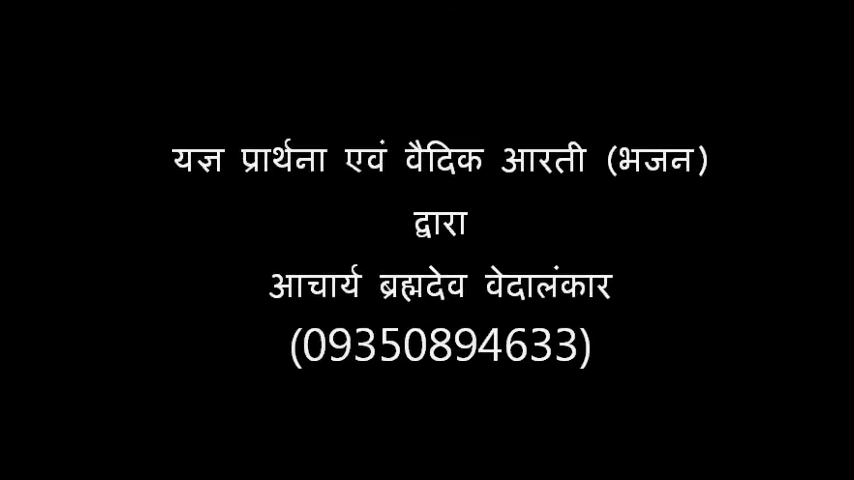 यज्ञ प्रार्थना एवं वैदिक आरती (भजन)
द्वारा
आचार्य ब्रह्मदेव वेदालंकार
(09350894633)